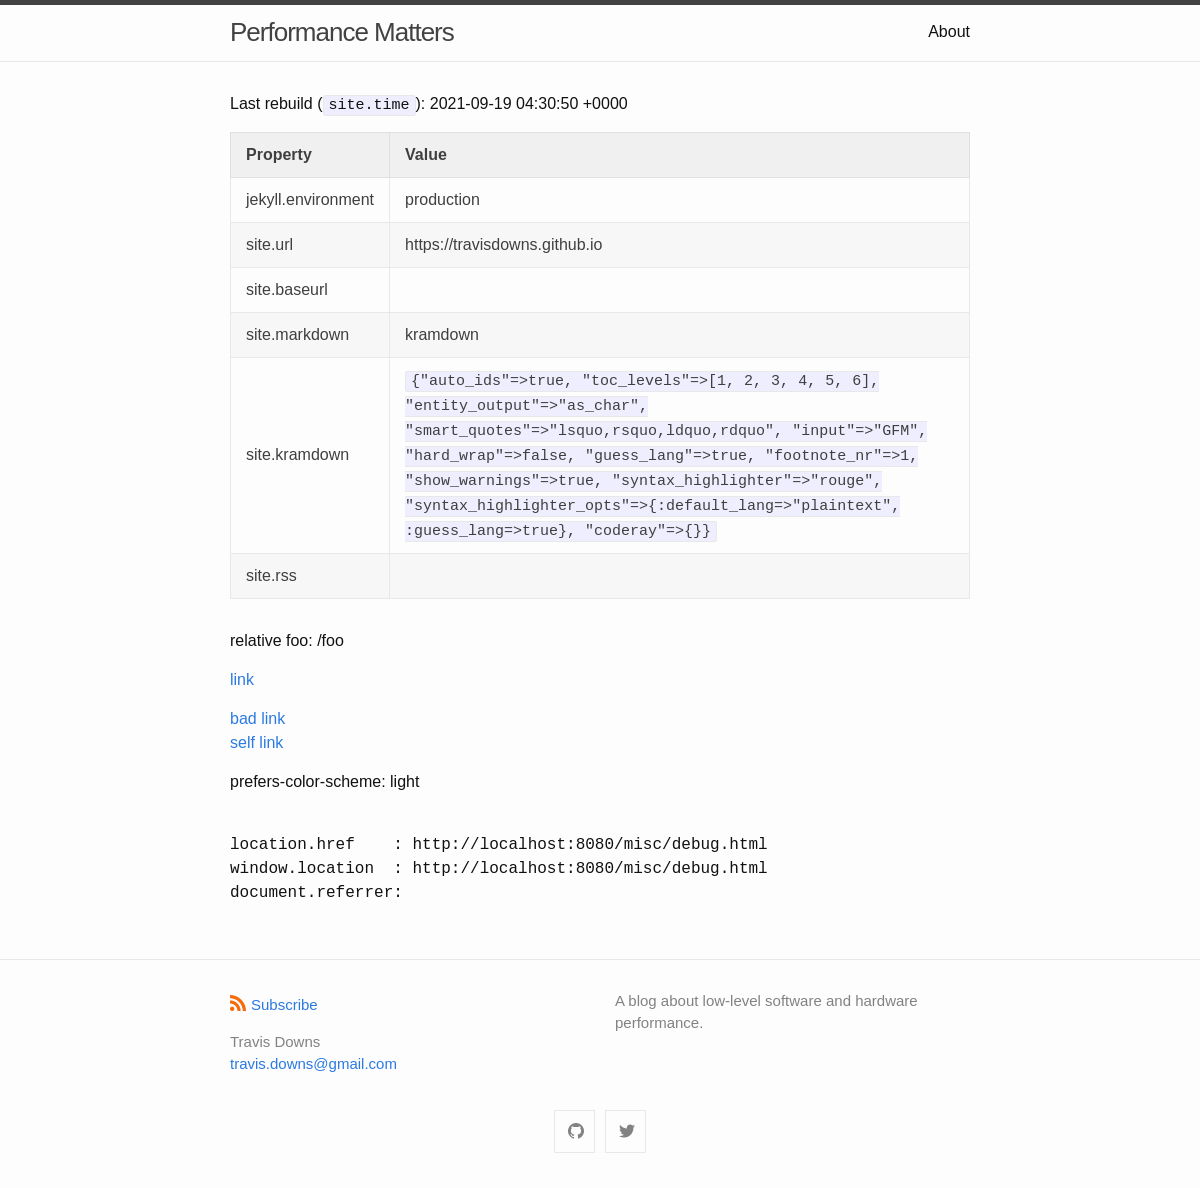 Performance Matters
About
Last rebuild (site.time): 2021-09-19 04:30:50 +0000
Property Value
jekyll.environment production
site.url https://travisdowns.github.io
site.baseurl
site.markdown kramdown
site.kramdown
{"auto_ids"=>true, "toc_levels"=>[1, 2, 3, 4, 5, 6],
"entity_output"=>"as_char",
"smart_quotes"=>"lsquo,rsquo,ldquo,rdquo", "input"=>"GFM",
"hard_wrap"=>false, "guess_lang"=>true, "footnote_nr"=>1,
"show_warnings"=>true, "syntax_highlighter"=>"rouge",
"syntax_highlighter_opts"=>{:default_lang=>"plaintext",
:guess_lang=>true}, "coderay"=>{}}
site.rss
relative foo: /foo
link
bad link
self link
prefers-color-scheme: light
location.href    : http://localhost:8080/misc/debug.html
window.location  : http://localhost:8080/misc/debug.html
document.referrer:
Subscribe
Travis Downs
travis.downs@gmail.com
A blog about low-level software and hardware
performance.